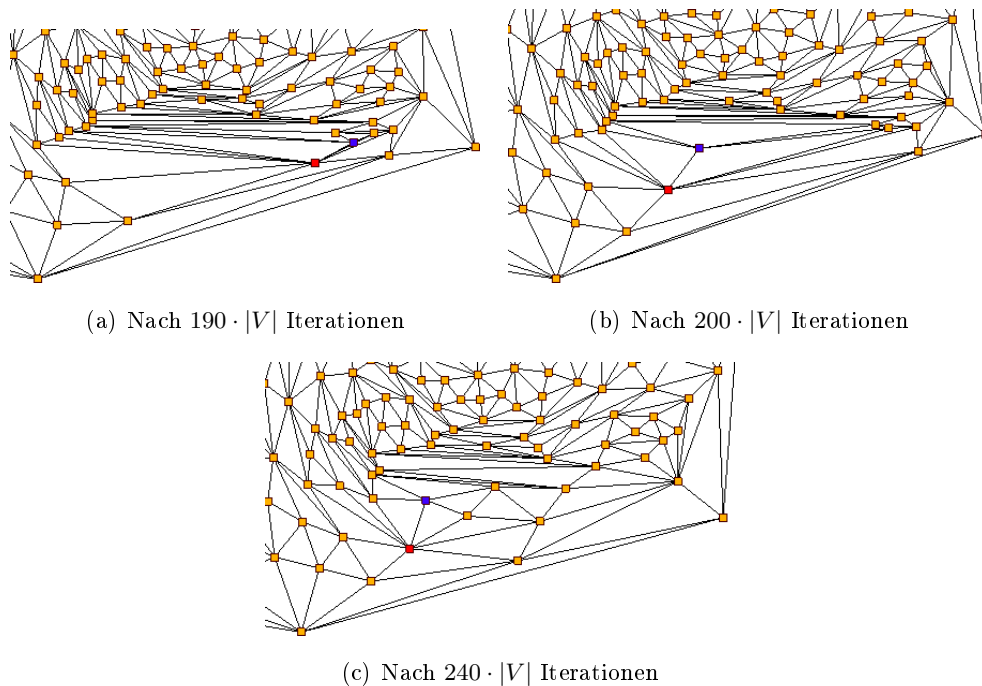 (a) Nach 190 · |V| Iterationen
(b) Nach 200 · |V| Iterationen
(c) Nach 240 · |V| Iterationen